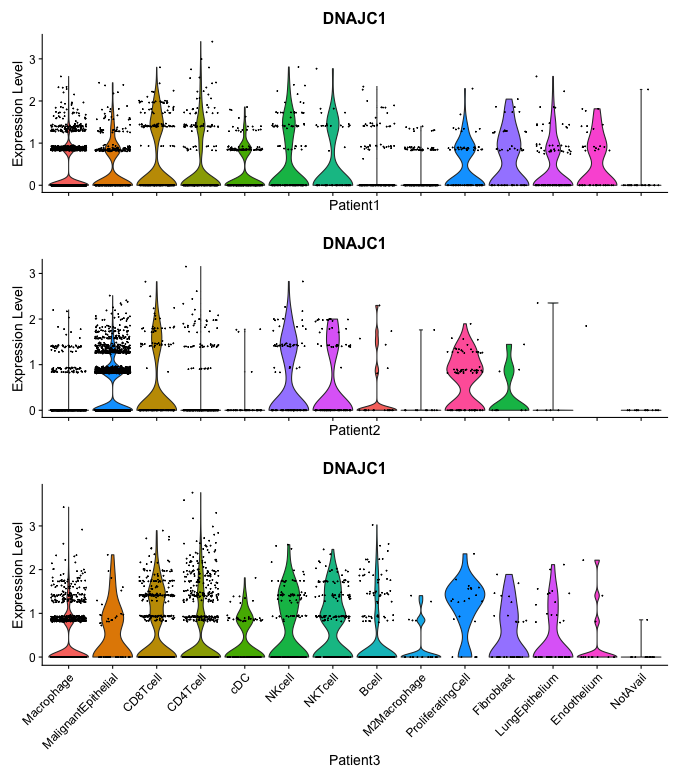 DNAJC1
Expression Level
3
2
1
0
Patient1
DNAJC1
Expression Level
3
2
1
0
Patient2
DNAJC1
Expression Level
3
2
1
0
Macrophage
MalignantEpithelial
CD8Tcell
CD4Tcell
cDC
NKcell
NKTcell
Bcell
M2Macrophage
ProliferatingCell
Fibroblast
LungEpithelium
Endothelium
NotAvail
Patient3